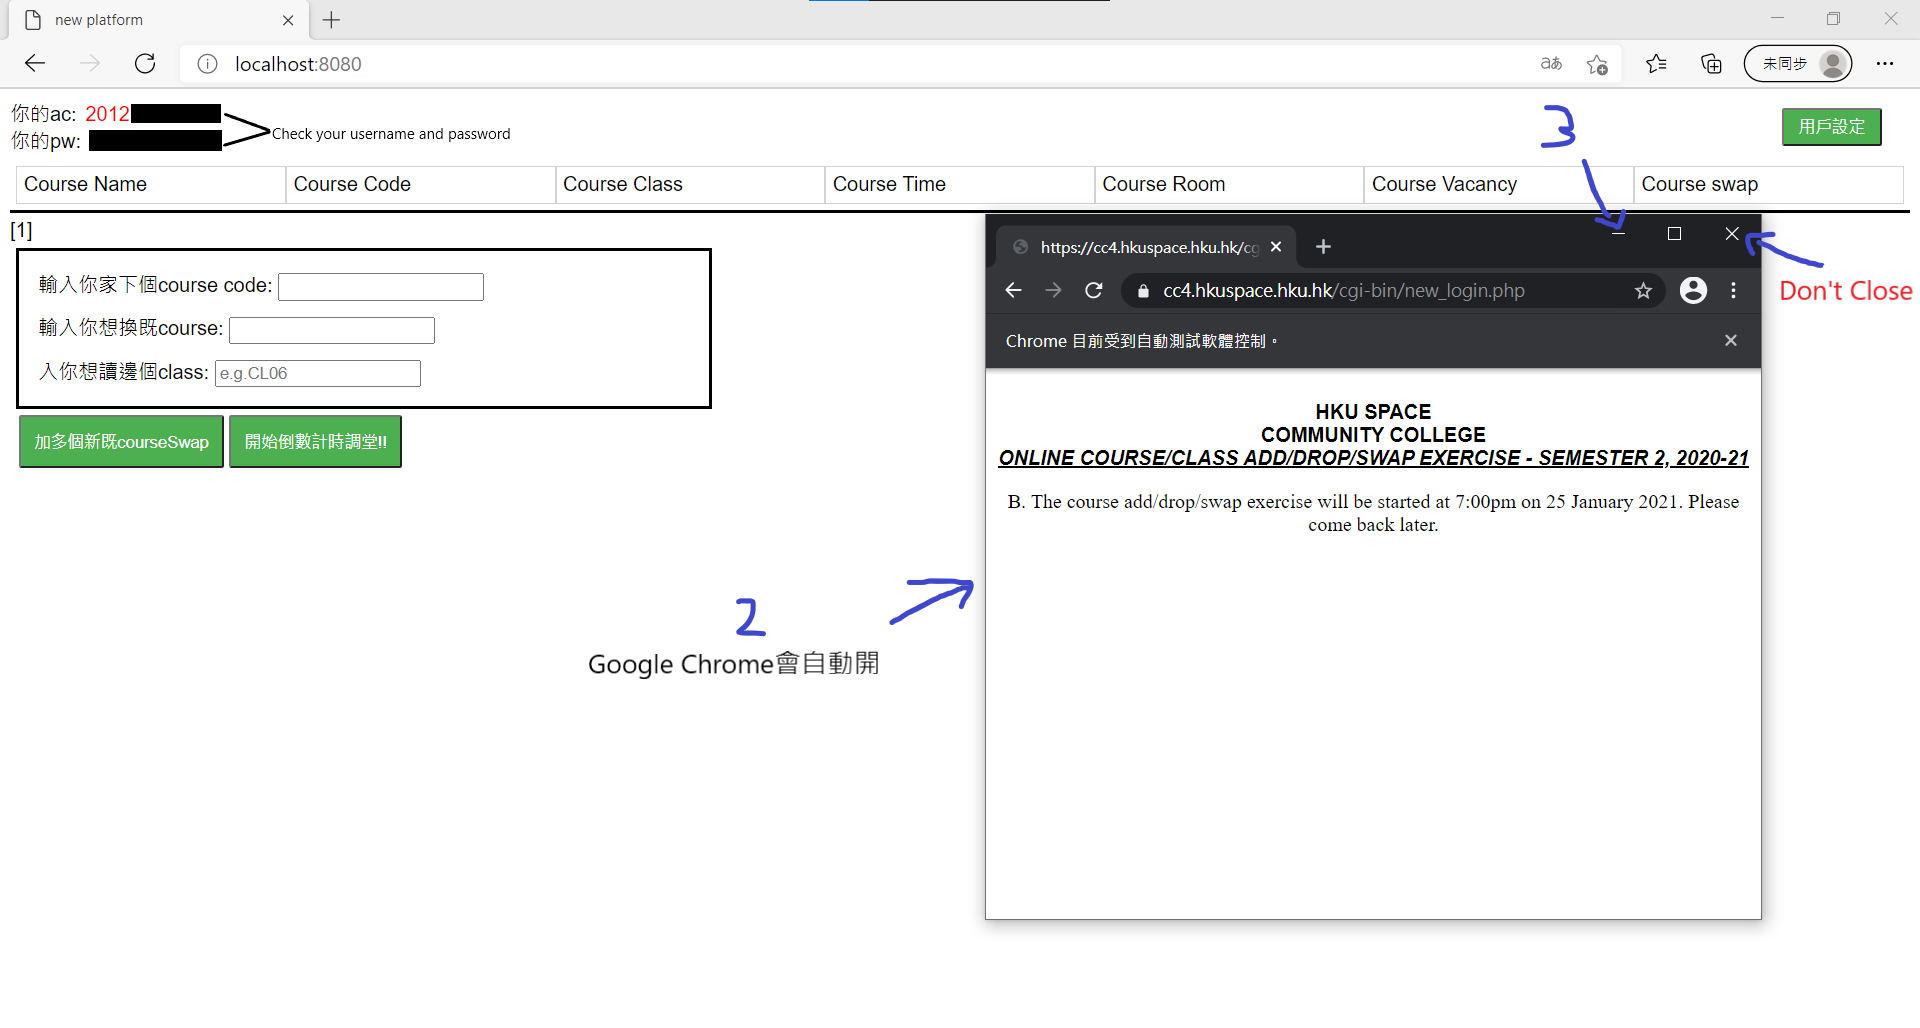 new platform
localhost:8080
aあ
未同步
你的ac: 2012
你的pw:
Check your username and password
3
用戶設定
Course Name
Course Code
Course Class
Course Time
Course Room
Course Vacancy
Course swap
[1]
輸入你家下個course code:
輸入你想換既course:
入你想讀邊個class: e.g.CL06
加多個新既courseSwap
開始倒數計時調堂!!
https://cc4.hkuspace.hku.hk/cg
cc4.hkuspace.hku.hk/cgi-bin/new_login.php
Don't Close
Chrome 目前受到自動測試軟體控制。
HKU SPACE
COMMUNITY COLLEGE
ONLINE COURSE/CLASS ADD/DROP/SWAP EXERCISE - SEMESTER 2, 2020-21
B. The course add/drop/swap exercise will be started at 7:00pm on 25 January 2021. Please
come back later.
2
Google Chrome會自動開